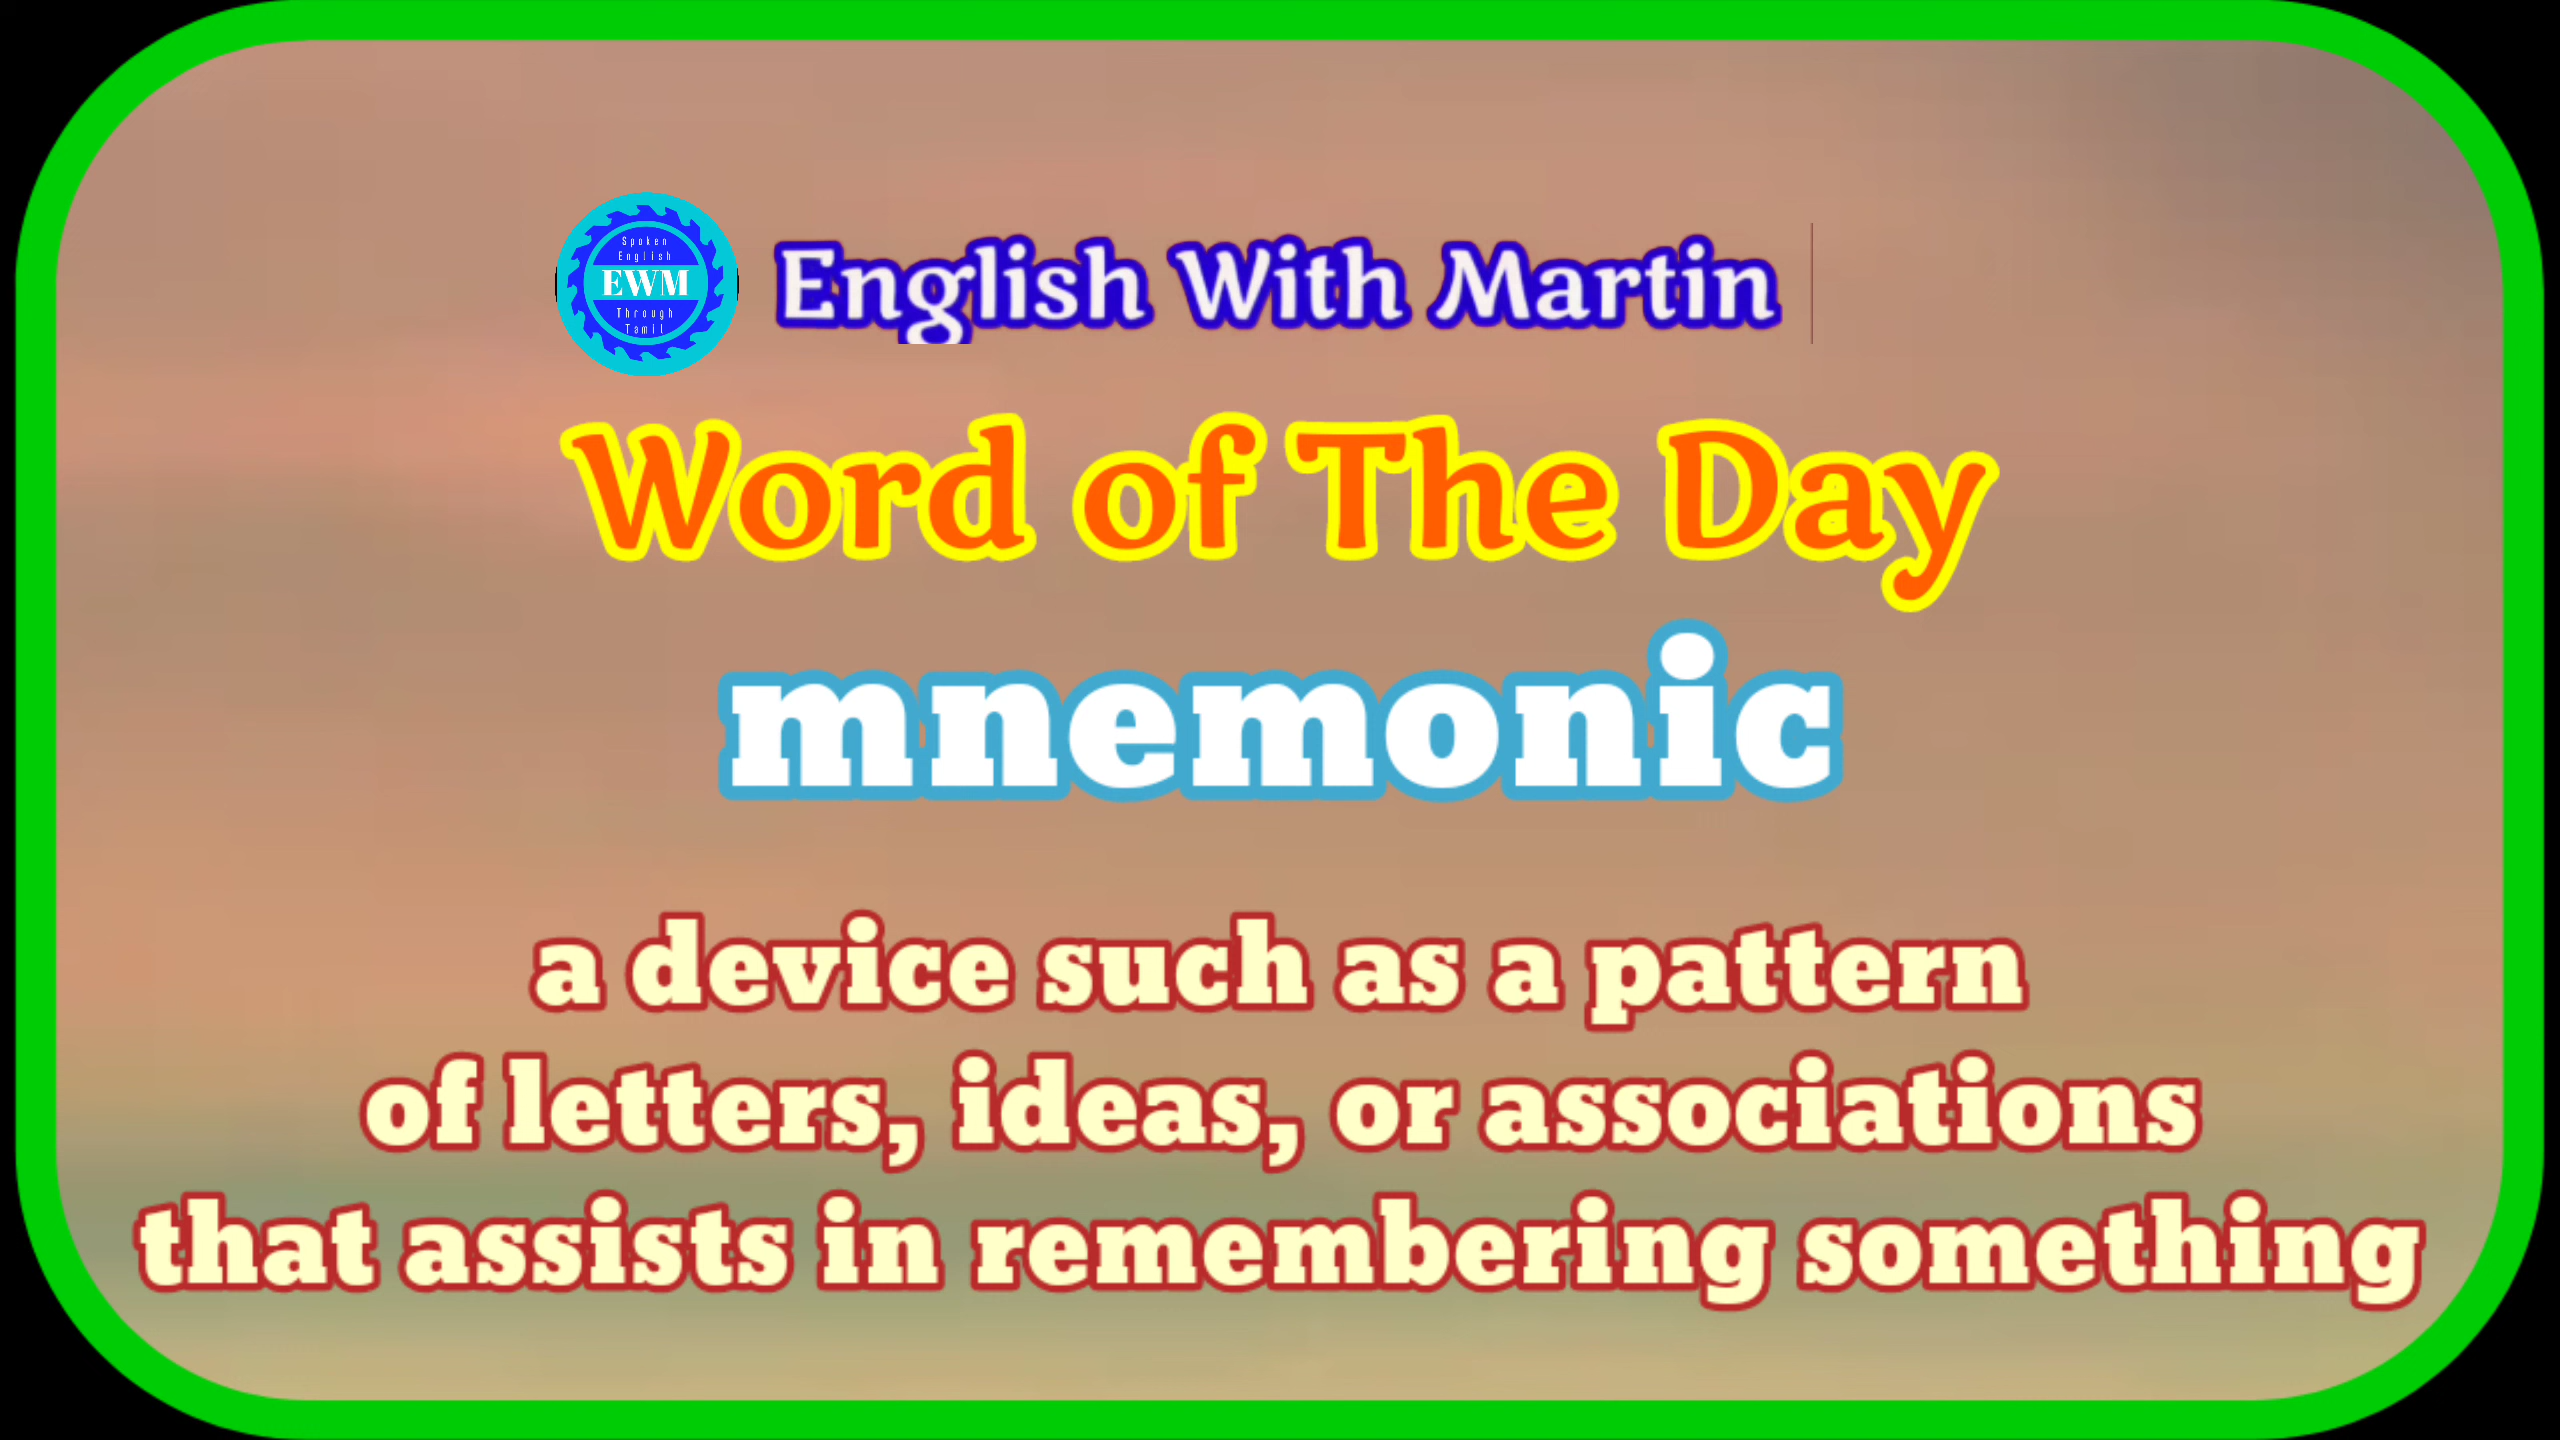 Spoken
English
EWM
Through
Tamil
English With Martin
Word of The Day
mnemonic
a device such as a pattern
of letters, ideas, or associations
that assists in remembering something